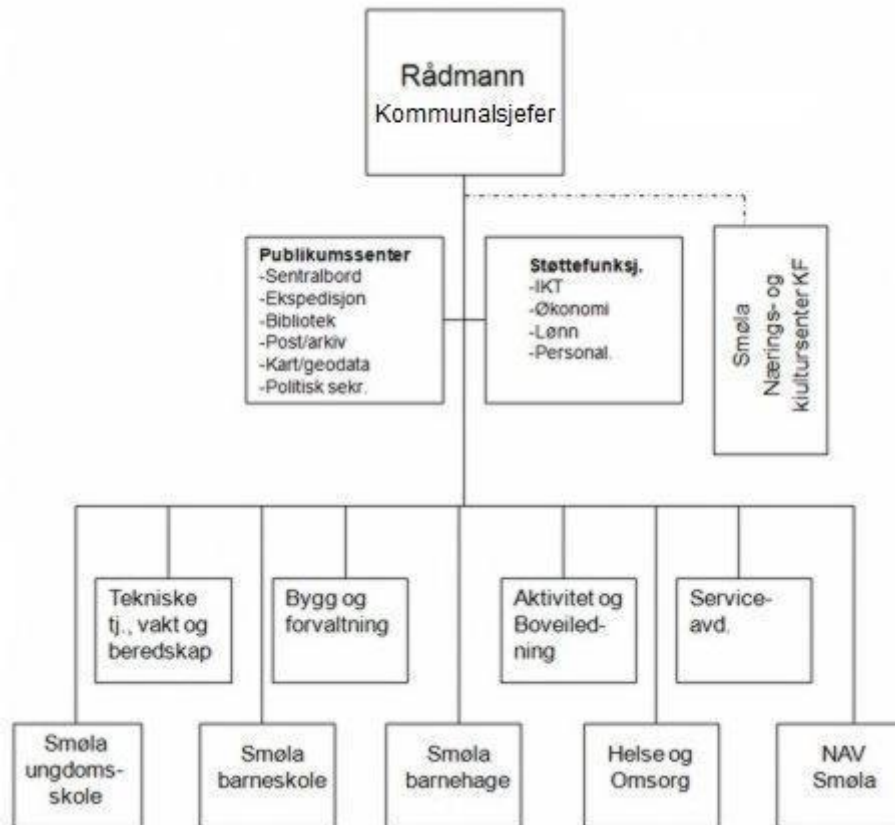 Rådmann
Kommunalsjefer
Publikumssenter
-Sentralbord
-Ekspedisjon
-Bibliotek
-Post/arkiv
-Kart/geodata
-Politisk sekr.
Støttefunksj.
-IKT
-Økonomi
-Lønn
-Personal.
Smøla
Nærings- og
klultursenter KF
Tekniske
tj., vakt og
beredskap
Bygg og
forvaltning
Aktivitet og
Boveiled-
ning
Service-
avd.
Smøla
ungdoms-
skole
Smøla
barneskole
Smøla
barnehage
Helse og
Omsorg
NAV
Smøla